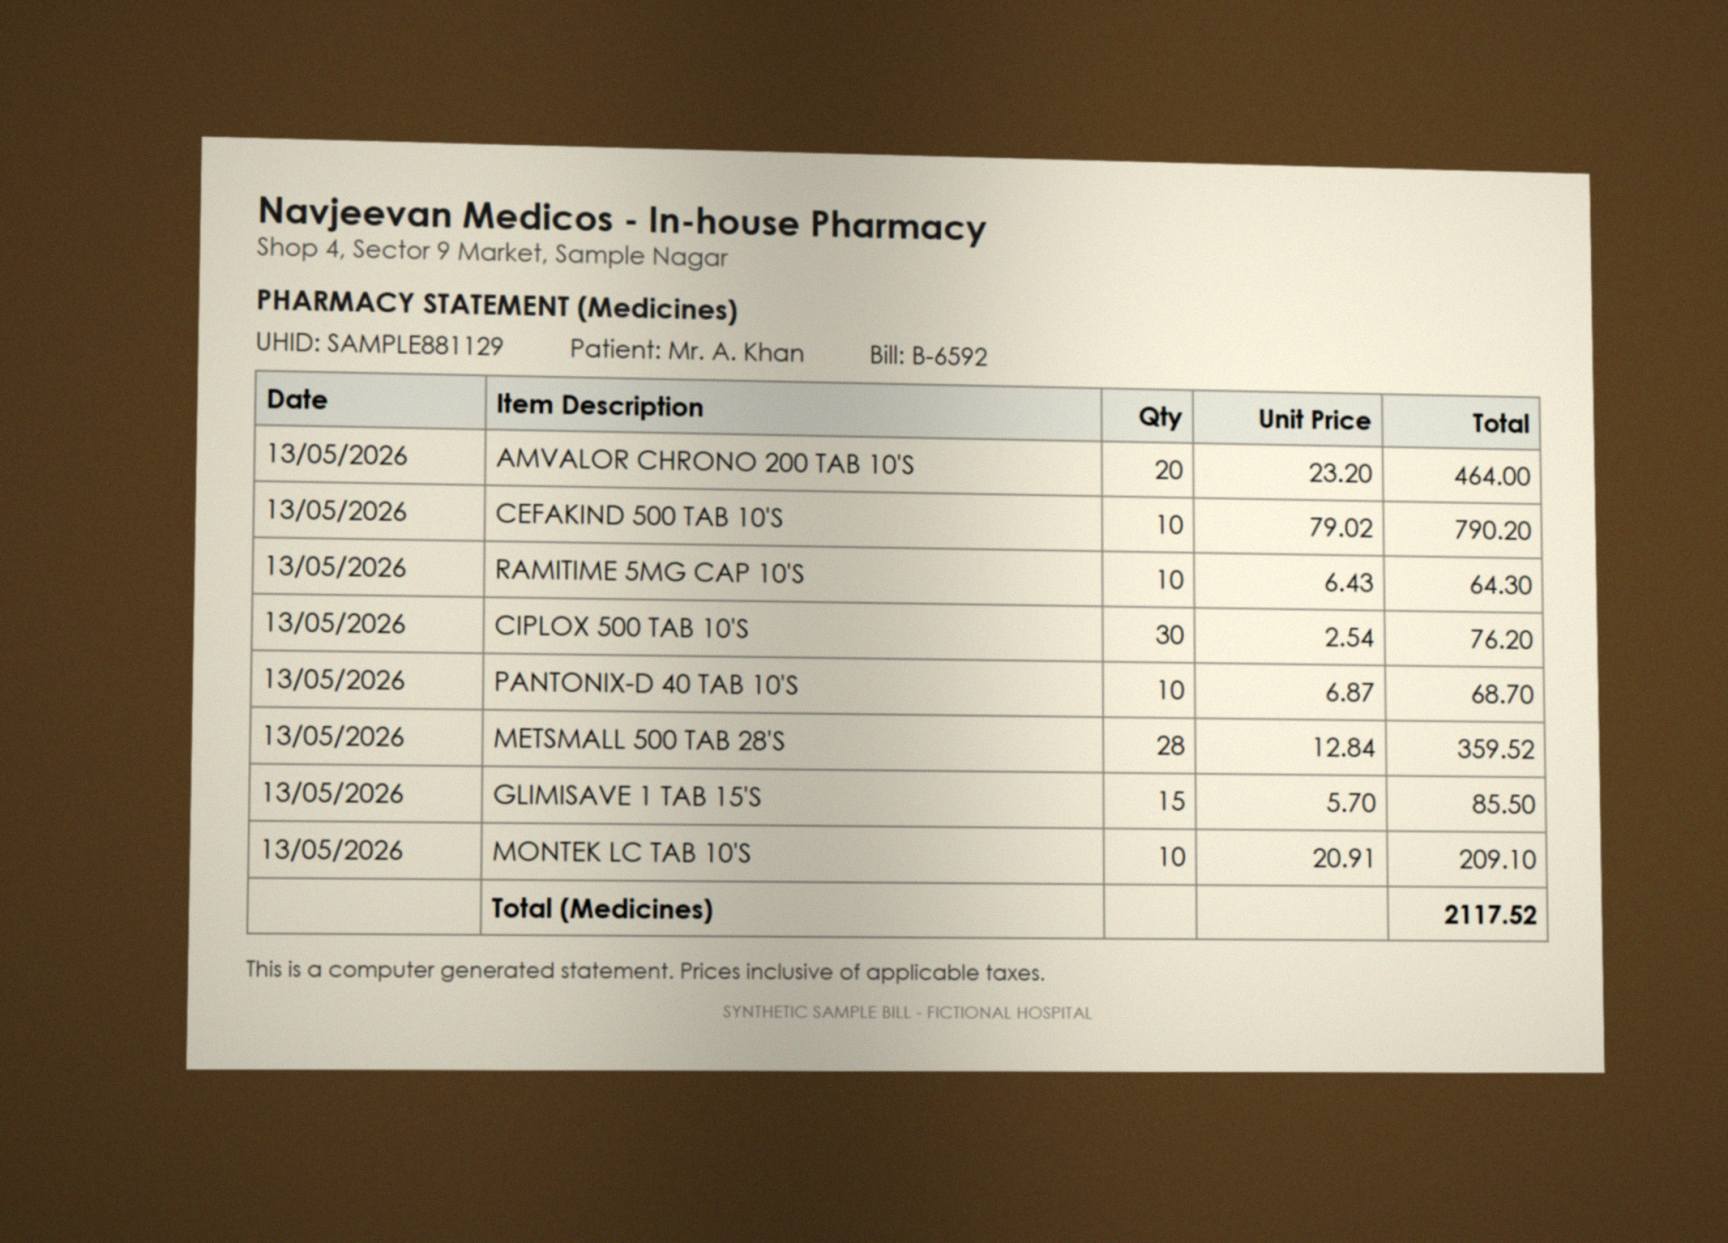 Navjeevan Medicos - In-house Pharmacy
Shop 4, Sector 9 Market, Sample Nagar
PHARMACY STATEMENT (Medicines)
UHID: SAMPLE881129 Patient: Mr. A. Khan Bill: B-6592
Date Item Description Qty Unit Price Total
13/05/2026 AMVALOR CHRONO 200 TAB 10'S 20 23.20 464.00
13/05/2026 CEFAKIND 500 TAB 10'S 10 79.02 790.20
13/05/2026 RAMITIME 5MG CAP 10'S 10 6.43 64.30
13/05/2026 CIPLOX 500 TAB 10'S 30 2.54 76.20
13/05/2026 PANTONIX-D 40 TAB 10'S 10 6.87 68.70
13/05/2026 METSMALL 500 TAB 28'S 28 12.84 359.52
13/05/2026 GLIMISAVE 1 TAB 15'S 15 5.70 85.50
13/05/2026 MONTEK LC TAB 10'S 10 20.91 209.10
Total (Medicines) 2117.52
This is a computer generated statement. Prices inclusive of applicable taxes.
SYNTHETIC SAMPLE BILL - FICTIONAL HOSPITAL